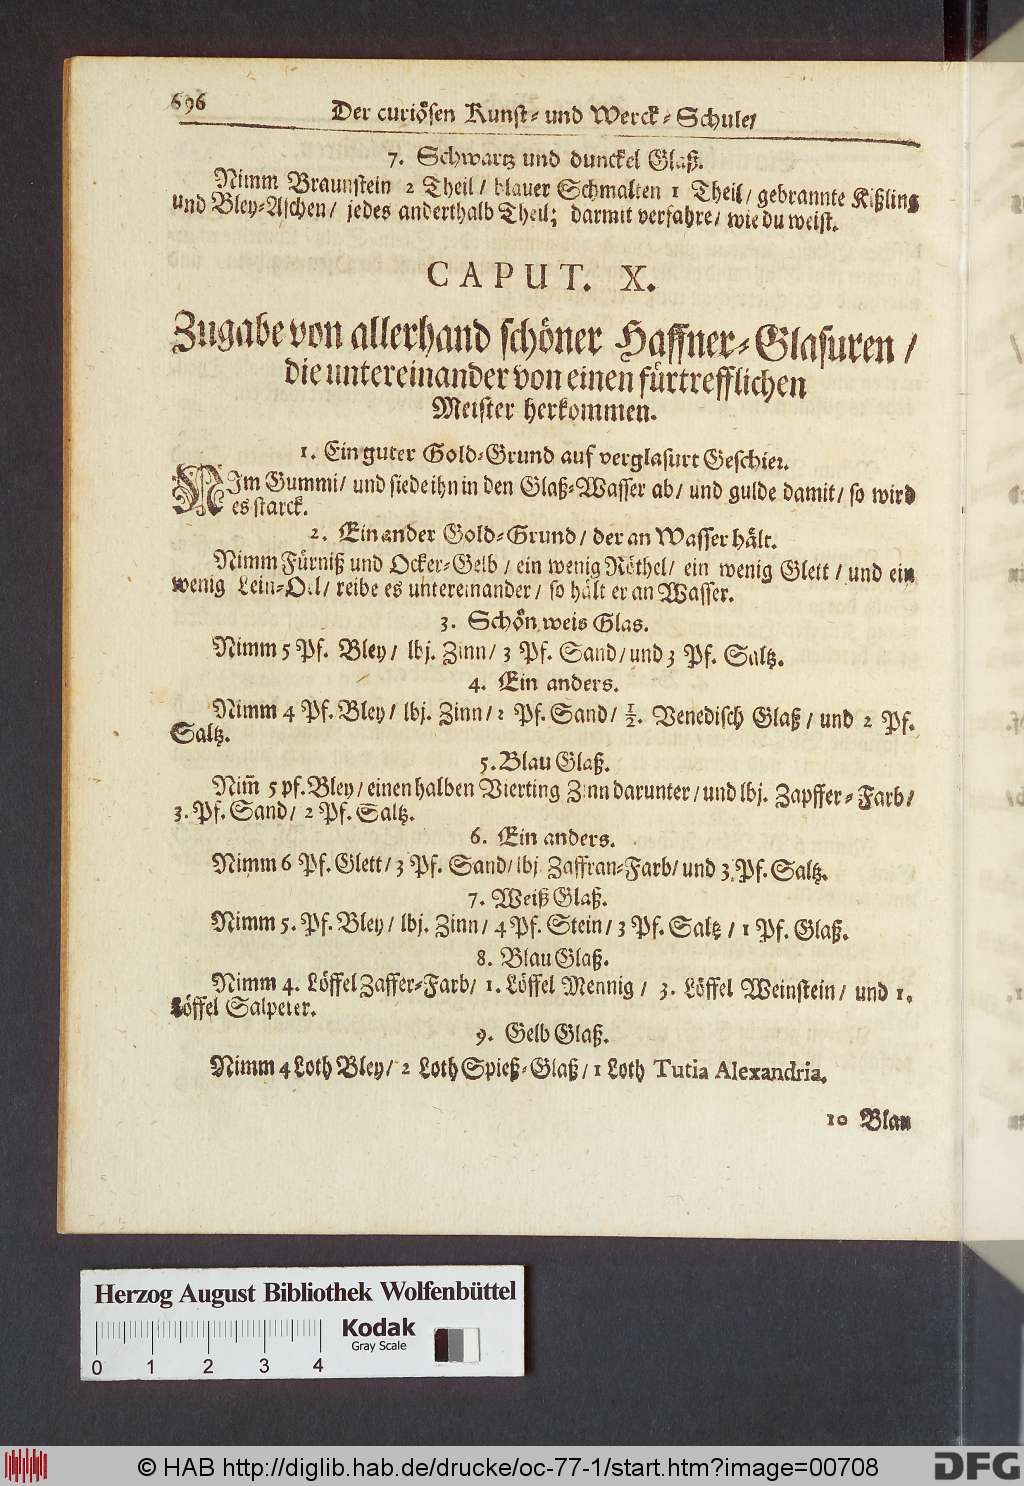 696
Der curiösen Kunst- und Werck-Schule/
7. Schwartz und dunckel Glaß.
Nimm Braunstein 2 Theil / blauer Schmalten 1 Theil / gebrannte Kißling
und Bley-Aschen / jedes anderthalb Theil; darmit verfahre / wie du weist.
CAPUT. X.
Zugabe von allerhand schöner Haffner-Glasuren /
die untereinander von einen fürtrefflichen
Meister herkommen.
1. Ein guter Gold-Grund auf verglasurt Geschier.
NIm Gummi / und siede ihn in den Glaß-Wasser ab / und gulde damit / so wird
es starck.
2. Ein ander Gold-Grund / der an Wasser hält.
Nimm Fürniß und Ocker-Gelb / ein wenig Röthel / ein wenig Glett / und ein
wenig Lein-Oel / reibe es untereinander / so hält er an Wasser.
3. Schön weis Glas.
Nimm 5 Pf. Bley / lbj. Zinn / 3 Pf. Sand / und 3 Pf. Saltz.
4. Ein anders.
Nimm 4 Pf. Bley / lbj. Zinn / 2 Pf. Sand / ½. Venedisch Glaß / und 2 Pf.
Saltz.
5. Blau Glaß.
Nim̃ 5 pf. Bley / einen halben Vierting Zinn darunter / und lbj. Zapffer-Farb /
3. Pf. Sand / 2 Pf. Saltz.
6. Ein anders.
Nimm 6 Pf. Glett / 3 Pf. Sand / lbj Zaffran-Farb / und 3 Pf. Saltz.
7. Weiß Glaß.
Nimm 5. Pf. Bley / lbj. Zinn / 4 Pf. Stein / 3 Pf. Saltz / 1 Pf. Glaß.
8. Blau Glaß.
Nimm 4. Löffel Zaffer-Farb / 1. Löffel Mennig / 3. Löffel Weinstein / und 1.
Löffel Salpeter.
9. Gelb Glaß.
Nimm 4 Loth Bley / 2 Loth Spieß-Glaß / 1 Loth Tutia Alexandria.
10 Blau
Herzog August Bibliothek Wolfenbüttel
Kodak
Gray Scale
0 1 2 3 4
© HAB http://diglib.hab.de/drucke/oc-77-1/start.htm?image=00708
DFG